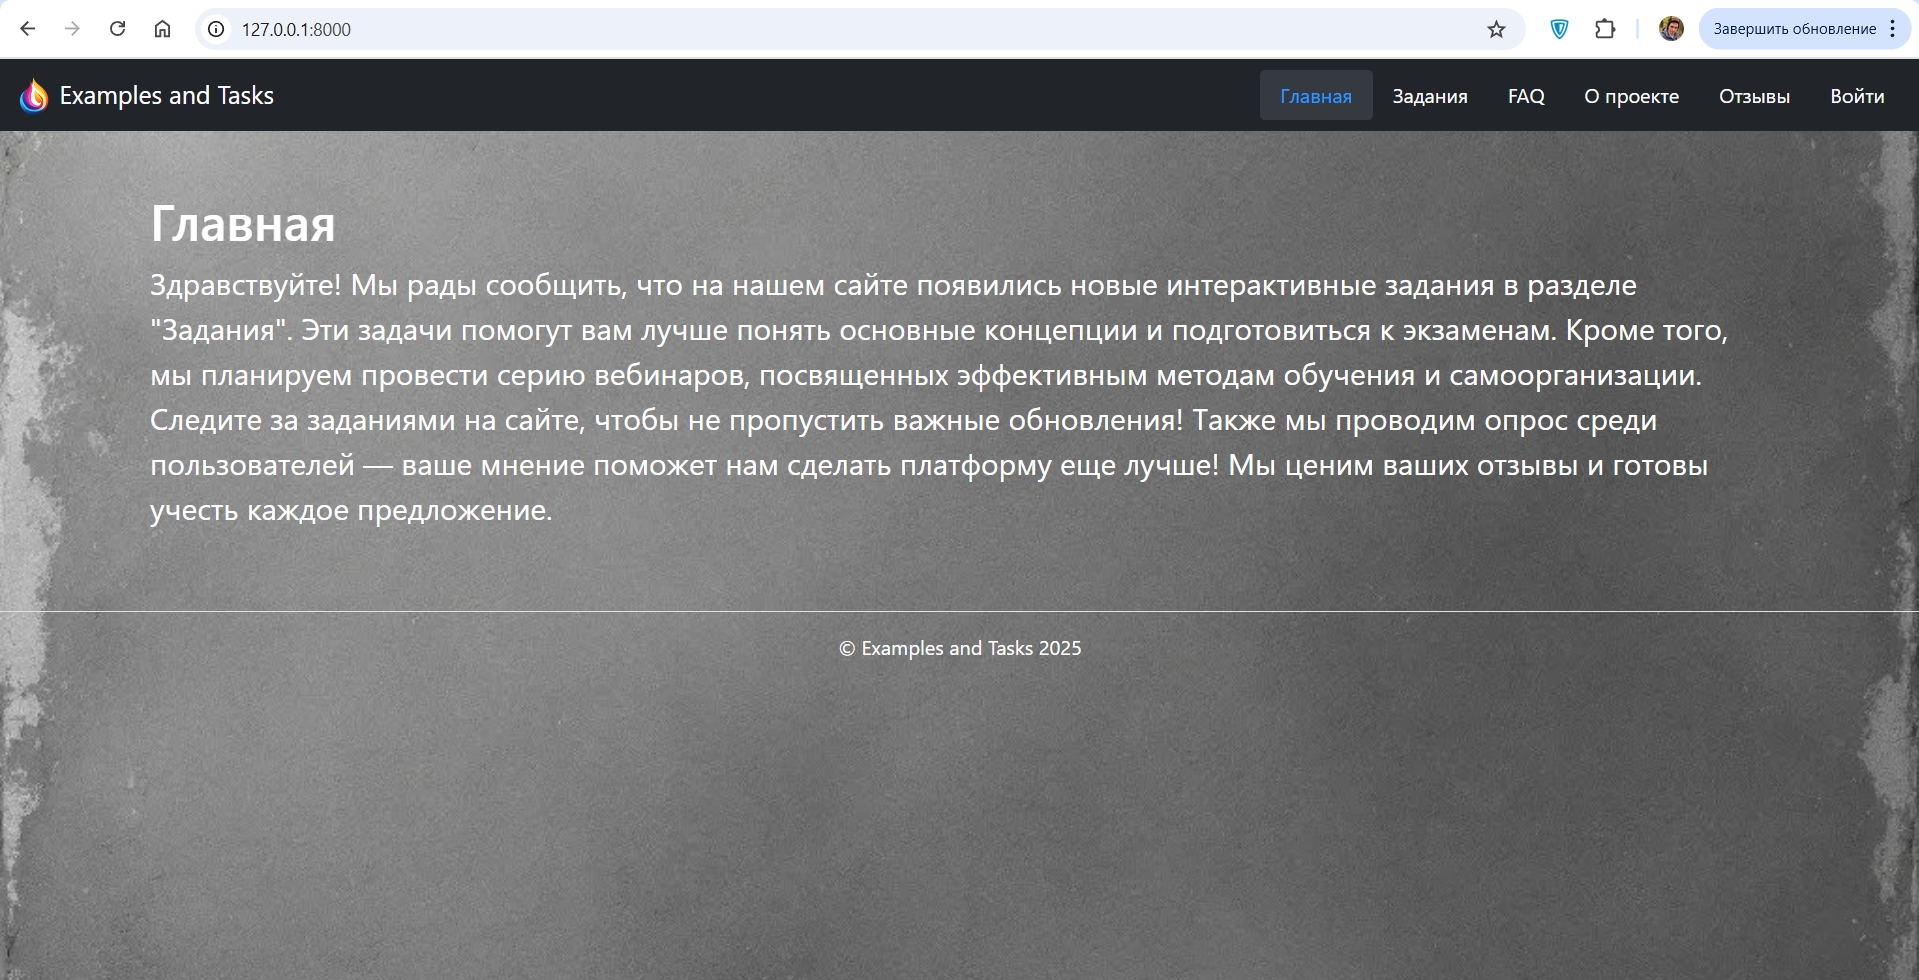 127.0.0.1:8000
Завершить обновление
Examples and Tasks
Главная
Задания
FAQ
О проекте
Отзывы
Войти
Главная
Здравствуйте! Мы рады сообщить, что на нашем сайте появились новые интерактивные задания в разделе
"Задания". Эти задачи помогут вам лучше понять основные концепции и подготовиться к экзаменам. Кроме того,
мы планируем провести серию вебинаров, посвященных эффективным методам обучения и самоорганизации.
Следите за заданиями на сайте, чтобы не пропустить важные обновления! Также мы проводим опрос среди
пользователей — ваше мнение поможет нам сделать платформу еще лучше! Мы ценим ваших отзывы и готовы
учесть каждое предложение.
© Examples and Tasks 2025